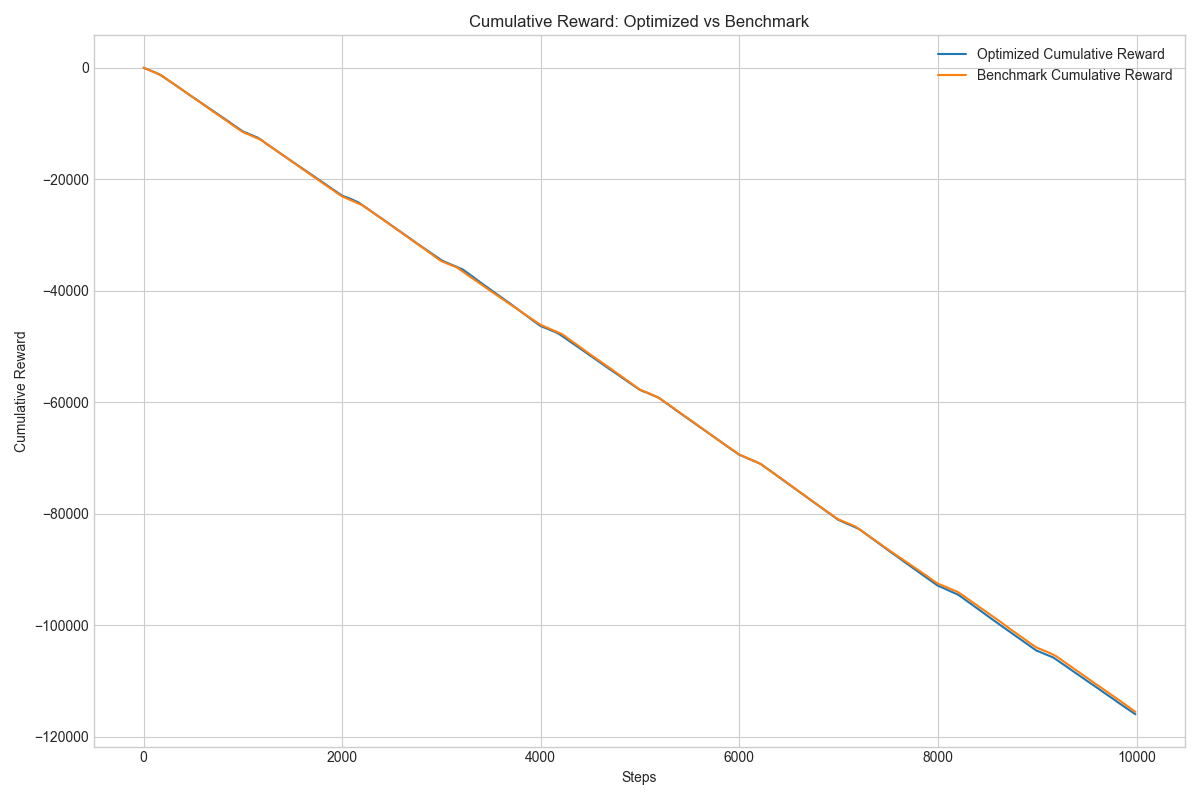 Cumulative Reward: Optimized vs Benchmark
Optimized Cumulative Reward
Benchmark Cumulative Reward
Cumulative Reward
0
−20000
−40000
−60000
−80000
−100000
−120000
0
2000
4000
6000
8000
10000
Steps